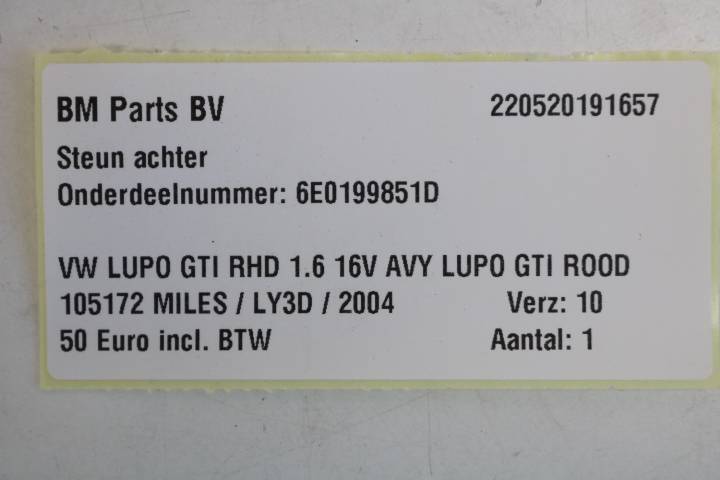 BM Parts BV 220520191657
Steun achter
Onderdeelnummer: 6E0199851D
VW LUPO GTI RHD 1.6 16V AVY LUPO GTI ROOD
105172 MILES / LY3D / 2004 Verz: 10
50 Euro incl. BTW Aantal: 1